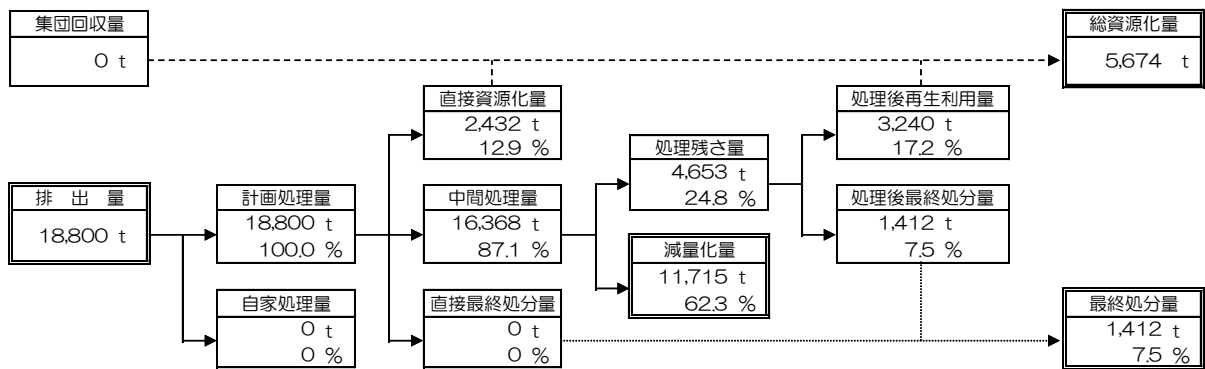 集団回収量
0 t
総資源化量
5,674 t
直接資源化量
2,432 t
12.9 %
処理後再生利用量
3,240 t
17.2 %
処理残さ量
4,653 t
24.8 %
排 出 量
18,800 t
計画処理量
18,800 t
100.0 %
中間処理量
16,368 t
87.1 %
処理後最終処分量
1,412 t
7.5 %
減量化量
11,715 t
62.3 %
自家処理量
0 t
0 %
直接最終処分量
0 t
0 %
最終処分量
1,412 t
7.5 %